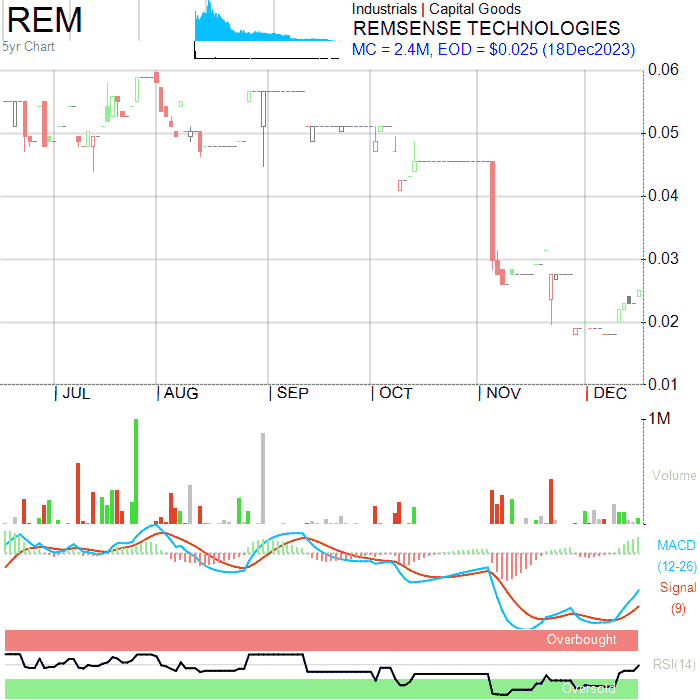 REM
5yr Chart
Industrials | Capital Goods
REMSENSE TECHNOLOGIES
MC = 2.4M, EOD = $0.025 (18Dec2023)
0.06
0.05
0.04
0.03
0.02
0.01
JUL AUG SEP OCT NOV DEC
1M
Volume
MACD
(12-26)
Signal
(9)
Overbought
RSI(14)
Oversold